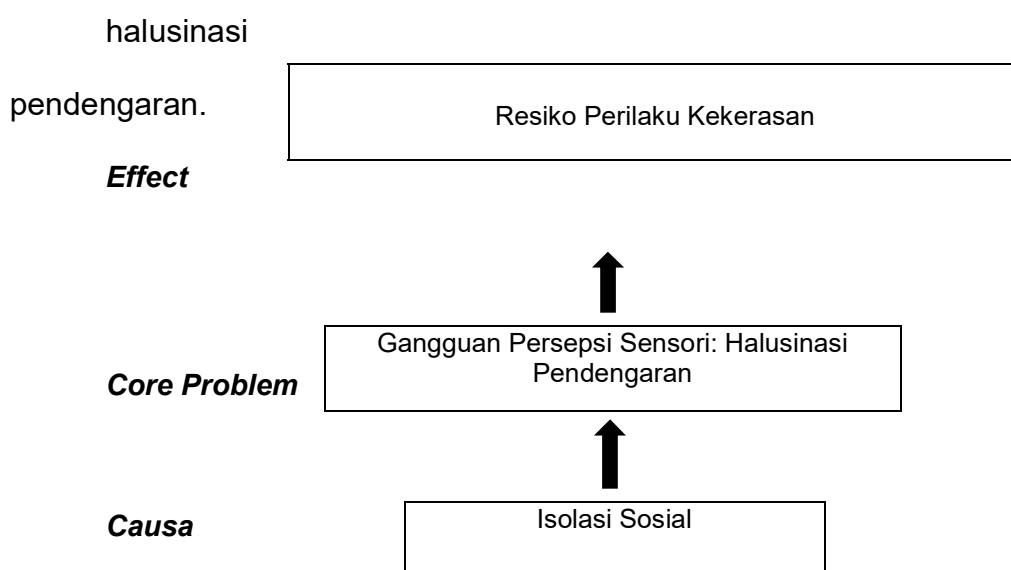 halusinasi
pendengaran.
Resiko Perilaku Kekerasan
Effect
Gangguan Persepsi Sensori: Halusinasi
Pendengaran
Core Problem
Isolasi Sosial
Causa